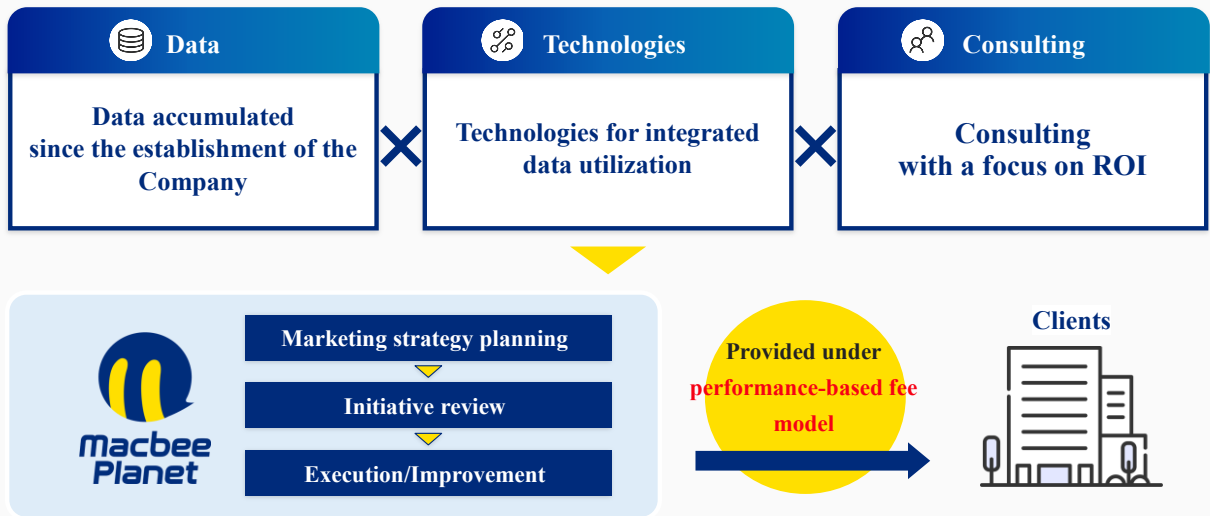 Data
Technologies
Consulting
Data accumulated
since the establishment of the
Company
Technologies for integrated
data utilization
Consulting
with a focus on ROI
macbee
Planet
Marketing strategy planning
Initiative review
Execution/Improvement
Provided under
performance-based fee
model
Clients